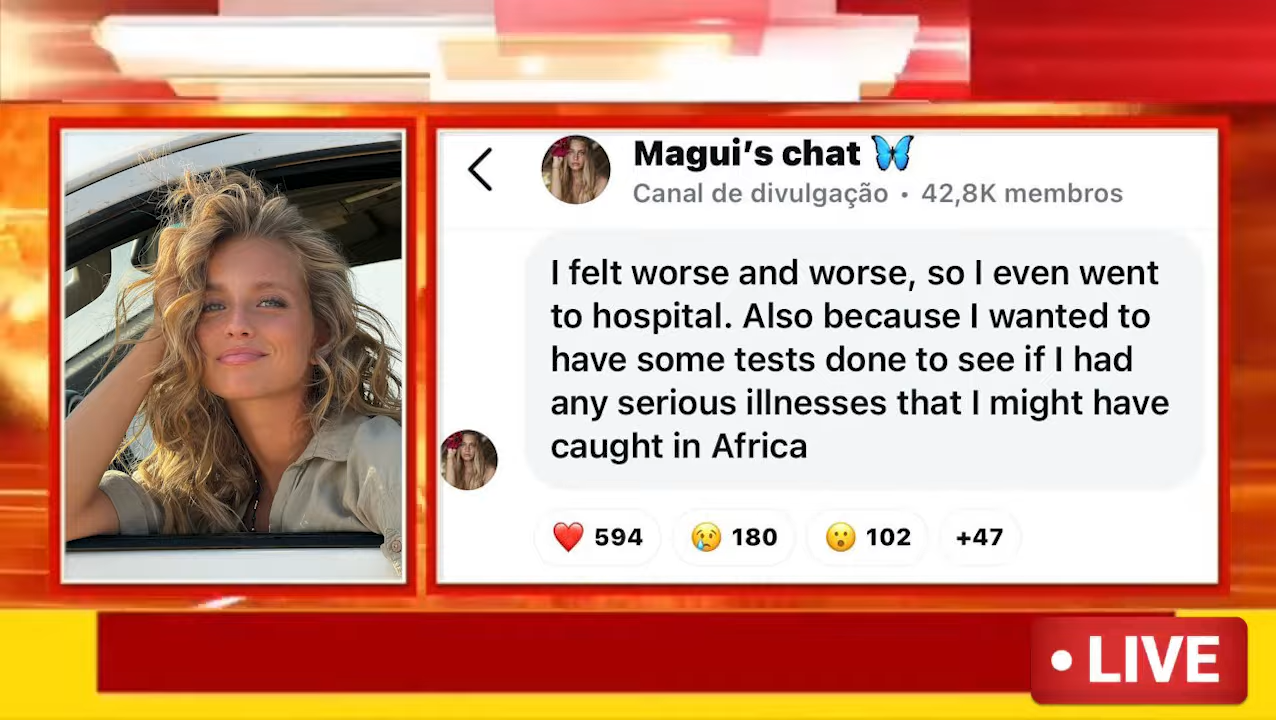 Magui's chat 🦋
Canal de divulgação • 42,8K membros
I felt worse and worse, so I even went
to hospital. Also because I wanted to
have some tests done to see if I had
any serious illnesses that I might have
caught in Africa
❤️ 594 😢 180 😮 102 +47
• LIVE